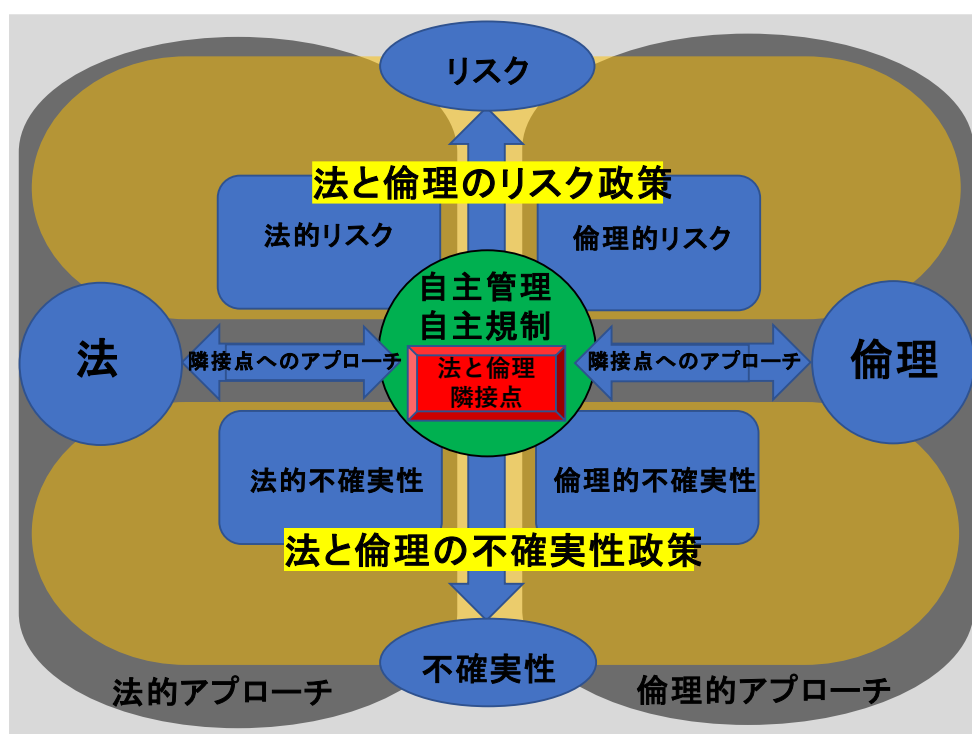 リスク
法と倫理のリスク政策
法的リスク
倫理的リスク
自主管理
自主規制
法
隣接点へのアプローチ
法と倫理
隣接点
隣接点へのアプローチ
倫理
法的不確実性
倫理的不確実性
法と倫理の不確実性政策
不確実性
法的アプローチ
倫理的アプローチ